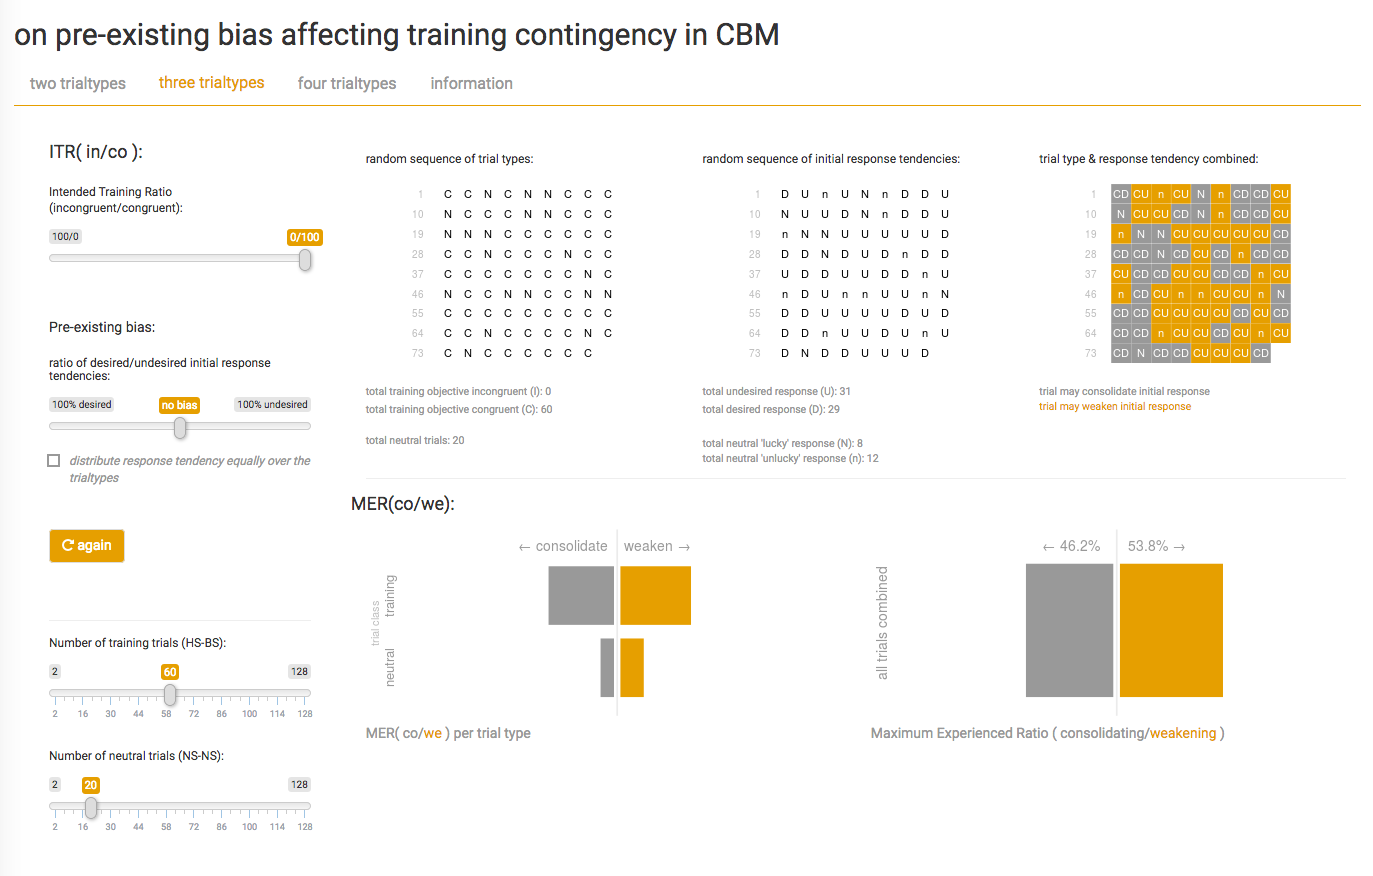 on pre-existing bias affecting training contingency in CBM
two trialtypes three trialtypes four trialtypes information
ITR( in/co ):
Intended Training Ratio
(incongruent/congruent):
100/0 0/100
Pre-existing bias:
ratio of desired/undesired initial response
tendencies:
100% desired no bias 100% undesired
distribute response tendency equally over the
trialtypes
again
Number of training trials (HS-BS):
2 60 128
2 16 30 44 58 72 86 100 114 128
Number of neutral trials (NS-NS):
2 20 128
2 16 30 44 58 72 86 100 114 128
random sequence of trial types:
1 C C N C N N C C C
10 N C C C N N C C C
19 N N N C C C C C C
28 C C N C C C N C C
37 C C C C C C C N C
46 N C C N N C C N N
55 C C C C C C C C C
64 C C N C C C C N C
73 C N C C C C C C
total training objective incongruent (I): 0
total training objective congruent (C): 60
total neutral trials: 20
random sequence of initial response tendencies:
1 D U n U N n D D U
10 N U U D N n D D U
19 n N N U U U U U D
28 D D N D U D n D D
37 U D D U U D D n U
46 n D U n n U U n N
55 D D U U U U D U D
64 D D n U U D U n U
73 D N D D U U U D
total undesired response (U): 31
total desired response (D): 29
total neutral 'lucky' response (N): 8
total neutral 'unlucky' response (n): 12
trial type & response tendency combined:
1 CD CU n CU N n CD CD CU
10 N CU CU CD N n CD CD CU
19 n N N CU CU CU CU CU CD
28 CD CD N CD CU CD n CD CD
37 CU CD CD CU CU CD CD n CU
46 n CD CU n n CU CU n N
55 CD CD CU CU CU CU CD CU CD
64 CD CD n CU CU CD CU n CU
73 CD N CD CD CU CU CU CD
trial may consolidate initial response
trial may weaken initial response
MER(co/we):
← consolidate weaken →
trial class
training
neutral
MER( co/we ) per trial type
← 46.2% 53.8% →
all trials combined
Maximum Experienced Ratio ( consolidating/weakening )